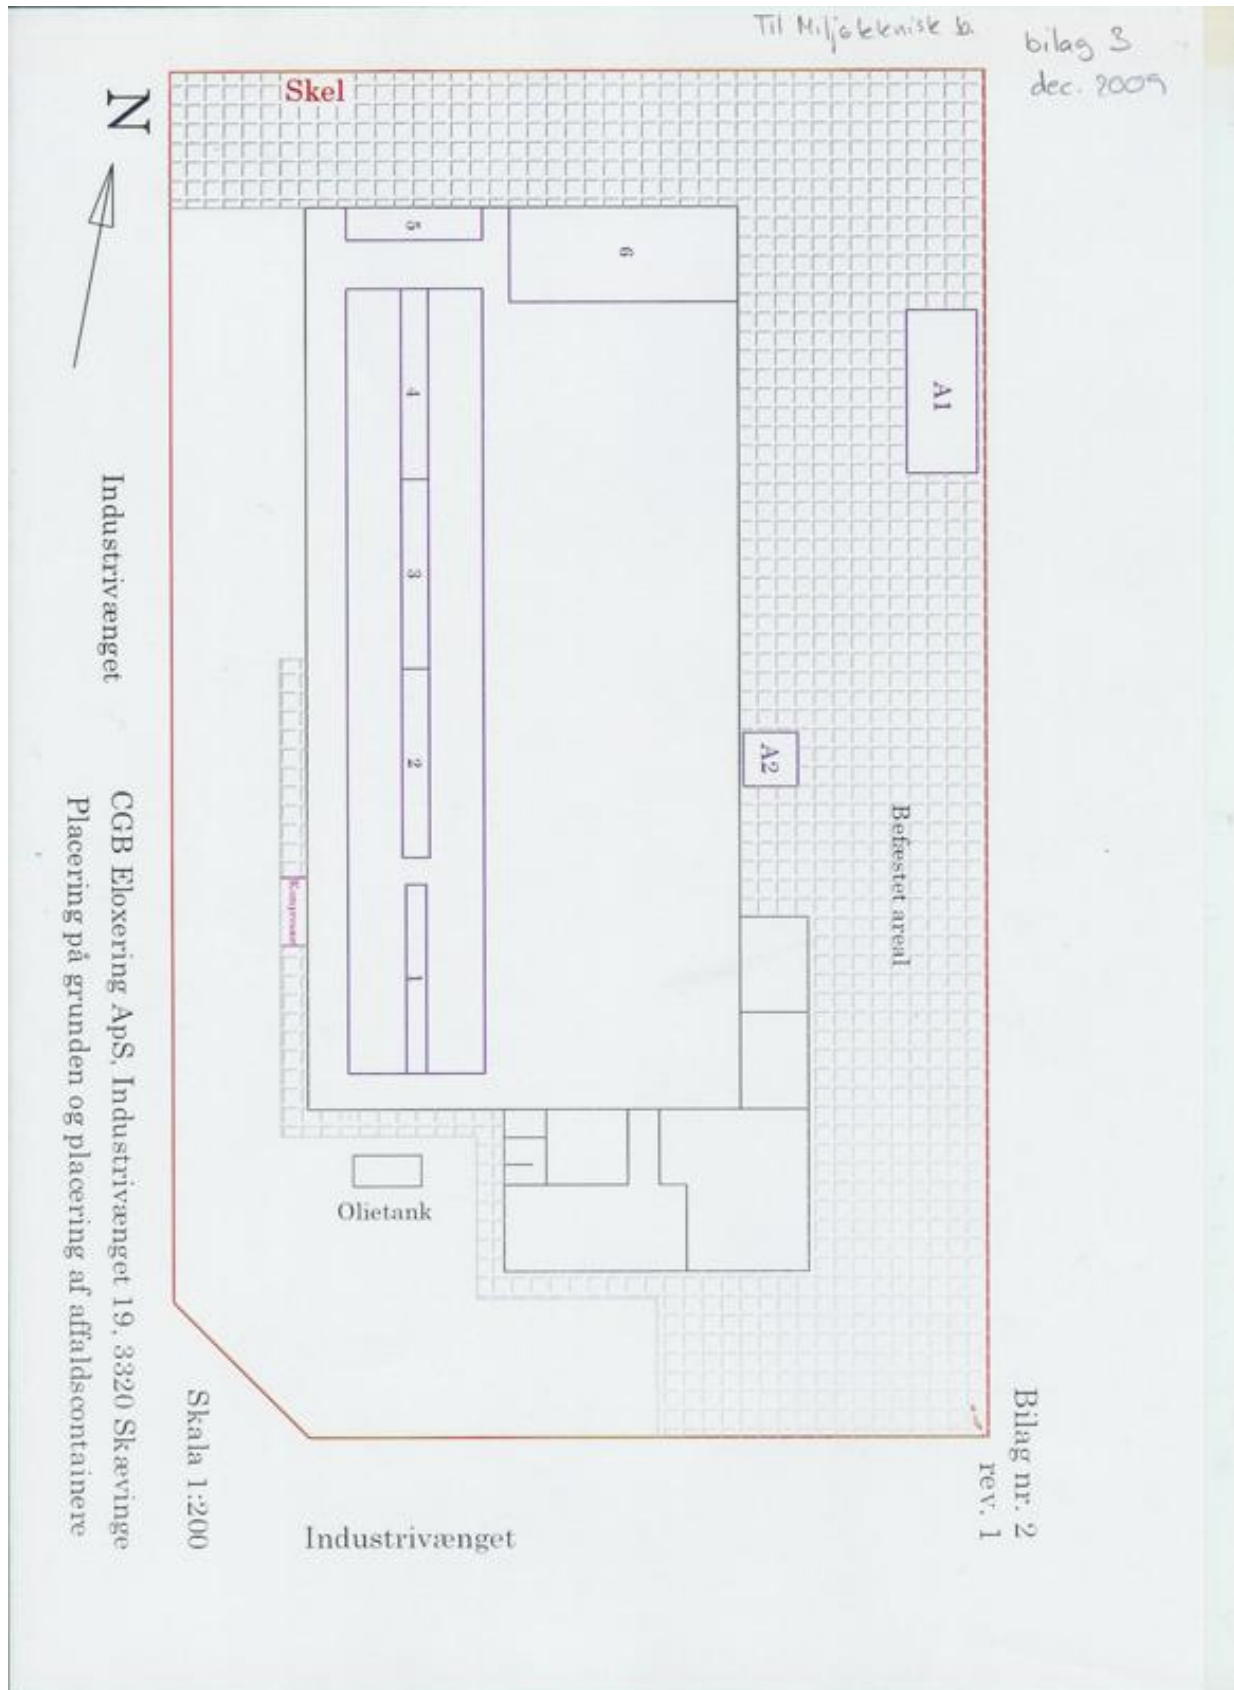 Til Miljøteknisk b.
bilag 3
dec. 2009
Skel
N
5
6
4
A1
3
Industrivænget
2
A2
Befæstet areal
1
Olietank
CGB Eloxering ApS, Industrivænget 19, 3320 Skævinge
Placering på grunden og placering af affaldscontainere
Skala 1:200
Bilag nr. 2
rev. 1
Industrivænget